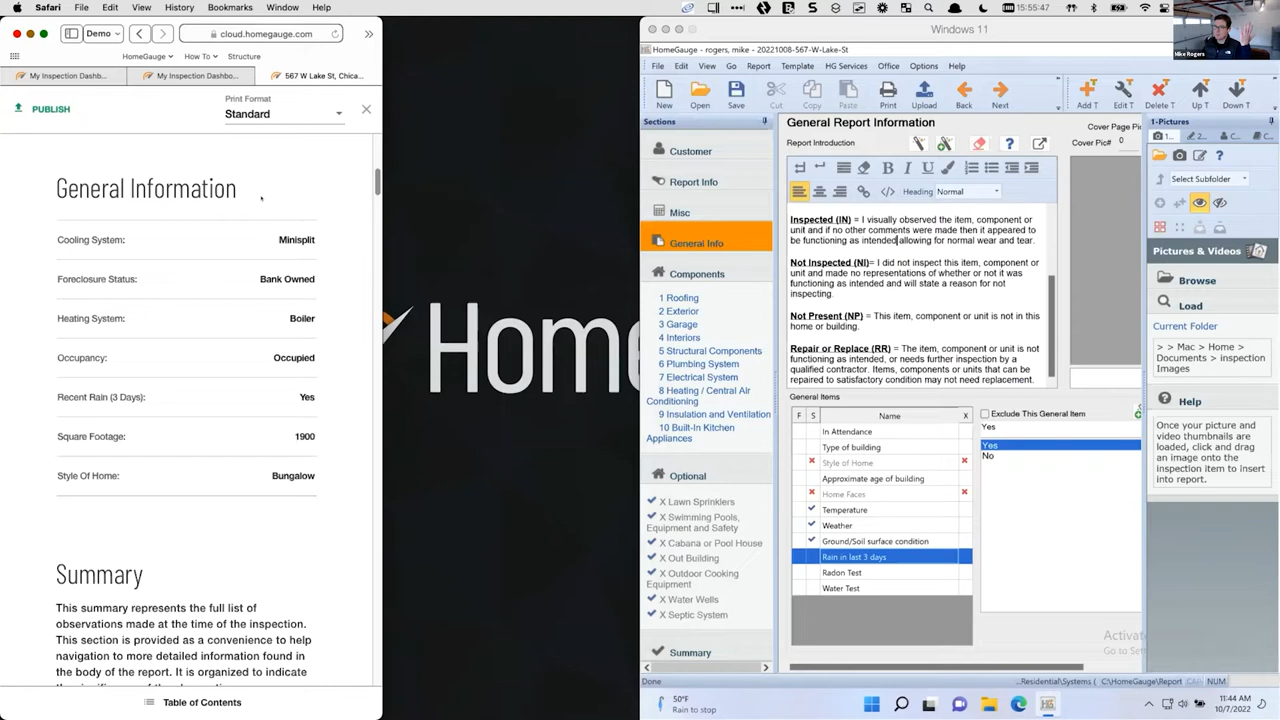 Safari File Edit View History Bookmarks Window Help
15:55:47
Mike Rogers
Demo
cloud.homegauge.com
HomeGauge How To Structure
My Inspection Dashb...
My Inspection Dashbo...
567 W Lake St, Chica...
PUBLISH
Print Format
Standard
General Information
Cooling System: Minisplit
Foreclosure Status: Bank Owned
Heating System: Boiler
Occupancy: Occupied
Recent Rain (3 Days): Yes
Square Footage: 1900
Style Of Home: Bungalow
Summary
This summary represents the full list of
observations made at the time of the inspection.
This section is provided as a convenience to help
navigation to more detailed information found in
the body of the report. It is organized to indicate
Table of Contents
Home
Windows 11
HomeGauge - rogers, mike - 20221008-567-W-Lake-St
File Edit View Go Report Template HG Services Office Options Help
New Open Save Cut Copy Paste Print Upload Back Next Add T Edit T Delete T Up T Down T
Sections
Customer
Report Info
Misc
General Info
Components
1 Roofing
2 Exterior
3 Garage
4 Interiors
5 Structural Components
6 Plumbing System
7 Electrical System
8 Heating / Central Air
Conditioning
9 Insulation and Ventilation
10 Built-In Kitchen
Appliances
Optional
X Lawn Sprinklers
X Swimming Pools,
Equipment and Safety
X Cabana or Pool House
X Out Building
X Outdoor Cooking
Equipment
X Water Wells
X Septic System
Summary
General Report Information
Cover Page Pi
Report Introduction
Cover Pic# 0
Heading Normal
Inspected (IN) = I visually observed the item, component or
unit and if no other comments were made then it appeared to
be functioning as intended allowing for normal wear and tear.
Not Inspected (NI)= I did not inspect this item, component or
unit and made no representations of whether or not it was
functioning as intended and will state a reason for not
inspecting.
Not Present (NP) = This item, component or unit is not in this
home or building.
Repair or Replace (RR) = The item, component or unit is not
functioning as intended, or needs further inspection by a
qualified contractor. Items, components or units that can be
repaired to satisfactory condition may not need replacement.
General Items
F S Name X
In Attendance
Type of building
Style of Home
Approximate age of building
Home Faces
Temperature
Weather
Ground/Soil surface condition
Rain in last 3 days
Radon Test
Water Test
Exclude This General Item
Yes
Yes
No
1-Pictures
Select Subfolder
Pictures & Videos
Browse
Load
Current Folder
> > Mac > Home >
Documents > inspection
Images
Help
Once your picture and
video thumbnails are
loaded, click and drag
an image onto the
inspection item to insert
into report.
Activate
Go to Set
Done
...Residential\Systems ( C:\HomeGauge\Report CAP NUM
50°F
Rain to stop
11:44 AM
10/7/2022